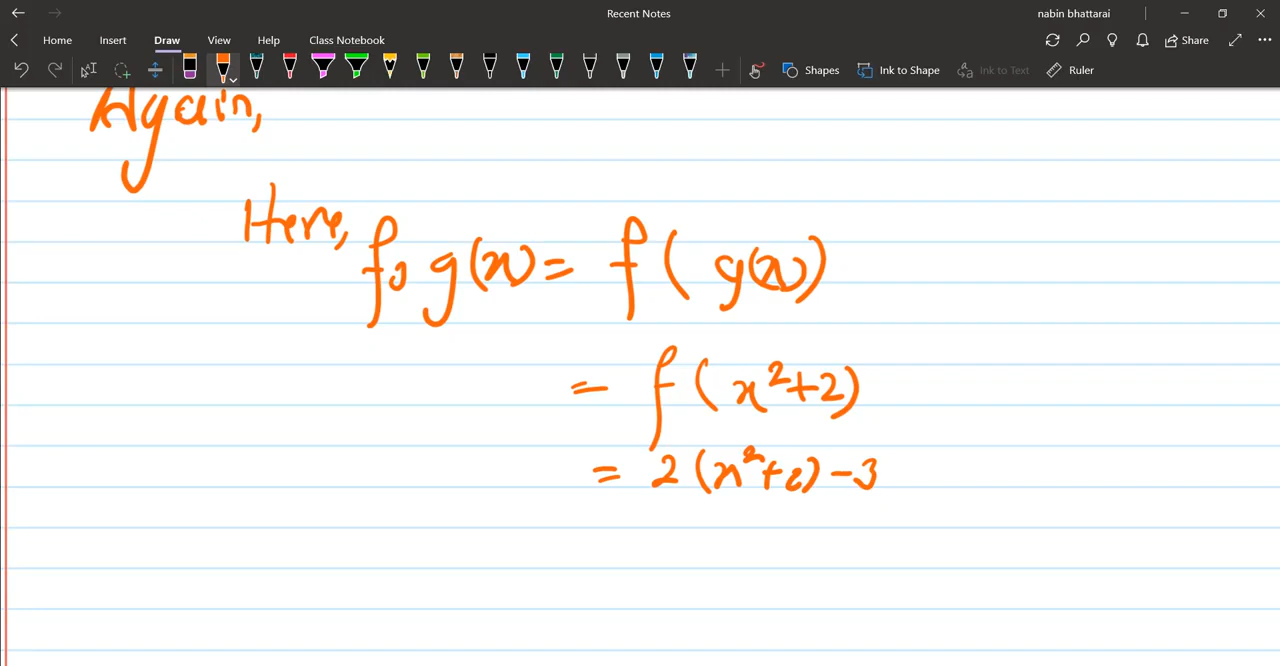 Recent Notes
nabin bhattarai
Home Insert Draw View Help Class Notebook
Share
Shapes Ink to Shape Ink to Text Ruler
Again,
Here, fog(x) = f(g(x))
= f(x²+2)
= 2(x²+2)-3